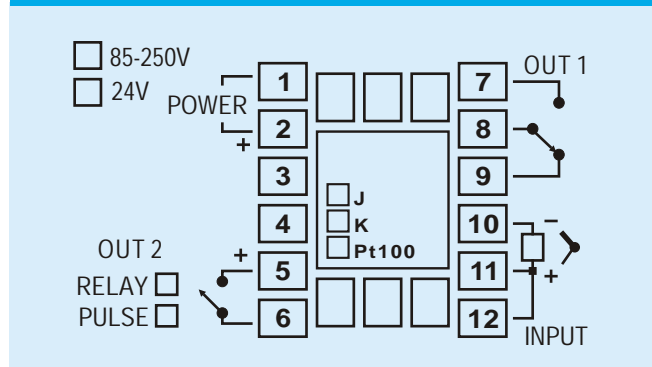 85-250V
24V
POWER
+
1
2
3
4
5
6
OUT 2
+
RELAY
PULSE
J
K
Pt100
7
8
9
10
11
12
OUT 1
–
+
INPUT